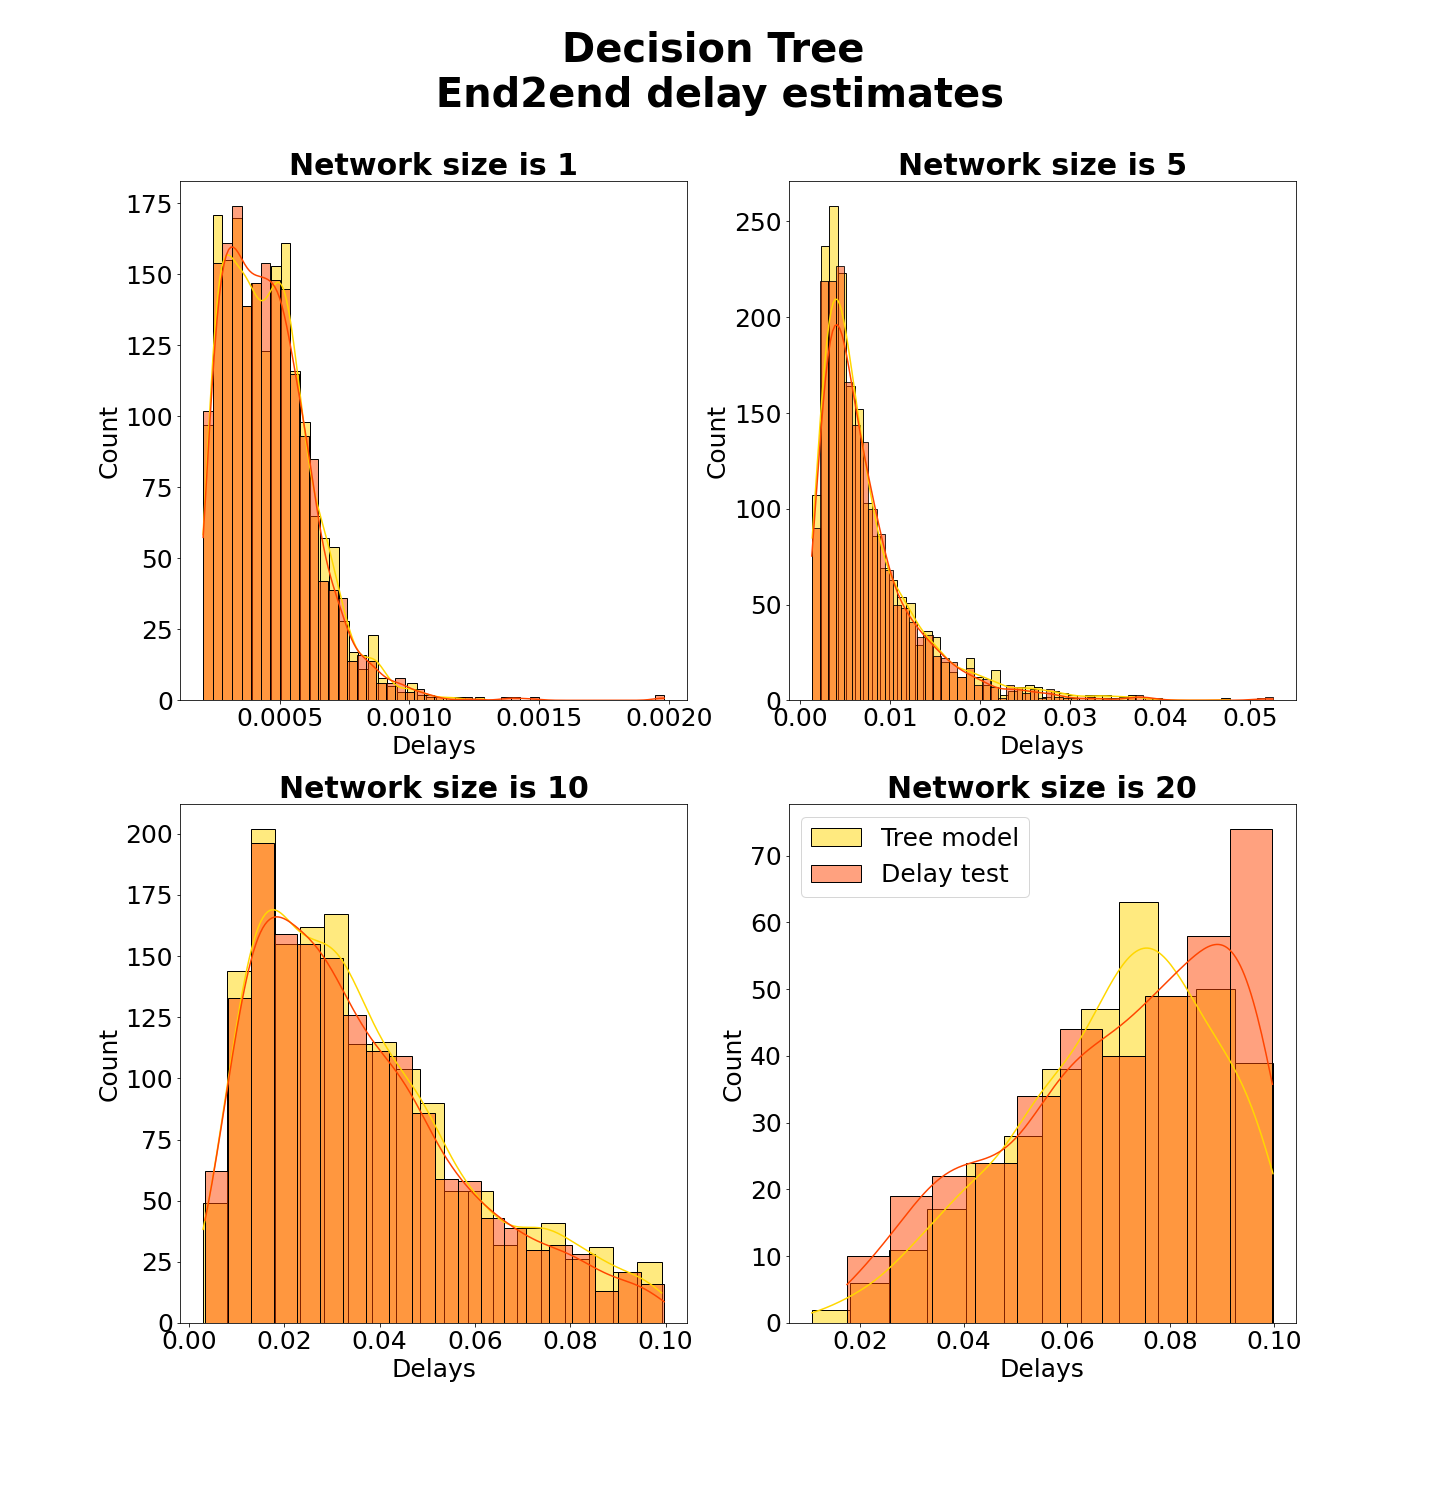 Decision Tree
End2end delay estimates
Network size is 1
175
150
125
100
75
50
25
0
Count
0.0005 0.0010 0.0015 0.0020
Delays
Network size is 5
250
200
150
100
50
0
Count
0.00 0.01 0.02 0.03 0.04 0.05
Delays
Network size is 10
200
175
150
125
100
75
50
25
0
Count
0.00 0.02 0.04 0.06 0.08 0.10
Delays
Network size is 20
Tree model
Delay test
70
60
50
40
30
20
10
0
Count
0.02 0.04 0.06 0.08 0.10
Delays